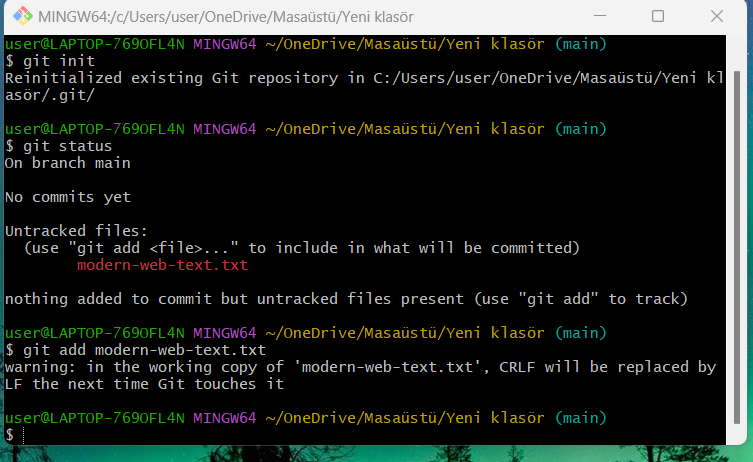 MINGW64:/c/Users/user/OneDrive/Masaüstü/Yeni klasör
user@LAPTOP-769OFL4N MINGW64 ~/OneDrive/Masaüstü/Yeni klasör (main)
$ git init
Reinitialized existing Git repository in C:/Users/user/OneDrive/Masaüstü/Yeni kl
asör/.git/
user@LAPTOP-769OFL4N MINGW64 ~/OneDrive/Masaüstü/Yeni klasör (main)
$ git status
On branch main
No commits yet
Untracked files:
(use "git add <file>..." to include in what will be committed)
modern-web-text.txt
nothing added to commit but untracked files present (use "git add" to track)
user@LAPTOP-769OFL4N MINGW64 ~/OneDrive/Masaüstü/Yeni klasör (main)
$ git add modern-web-text.txt
warning: in the working copy of 'modern-web-text.txt', CRLF will be replaced by
LF the next time Git touches it
user@LAPTOP-769OFL4N MINGW64 ~/OneDrive/Masaüstü/Yeni klasör (main)
$